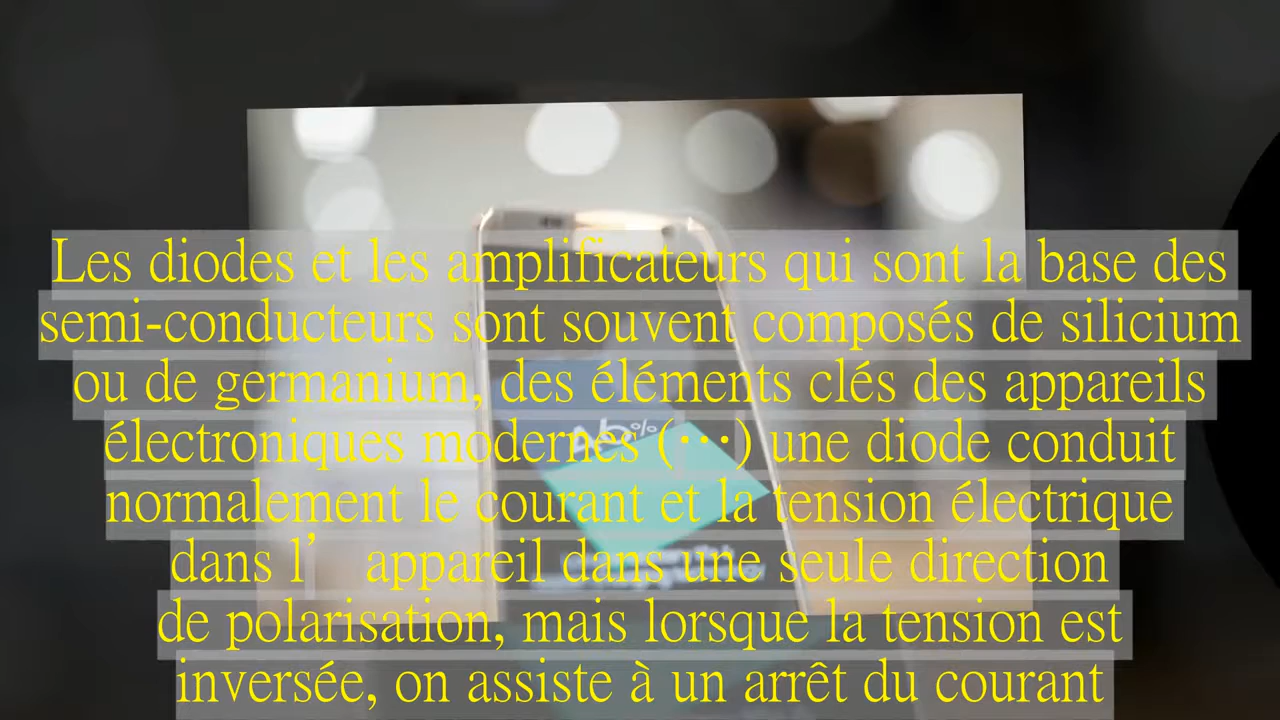 Les diodes et les amplificateurs qui sont la base des
semi-conducteurs sont souvent composés de silicium
ou de germanium, des éléments clés des appareils
électroniques modernes (…) une diode conduit
normalement le courant et la tension électrique
dans l’ appareil dans une seule direction
de polarisation, mais lorsque la tension est
inversée, on assiste à un arrêt du courant